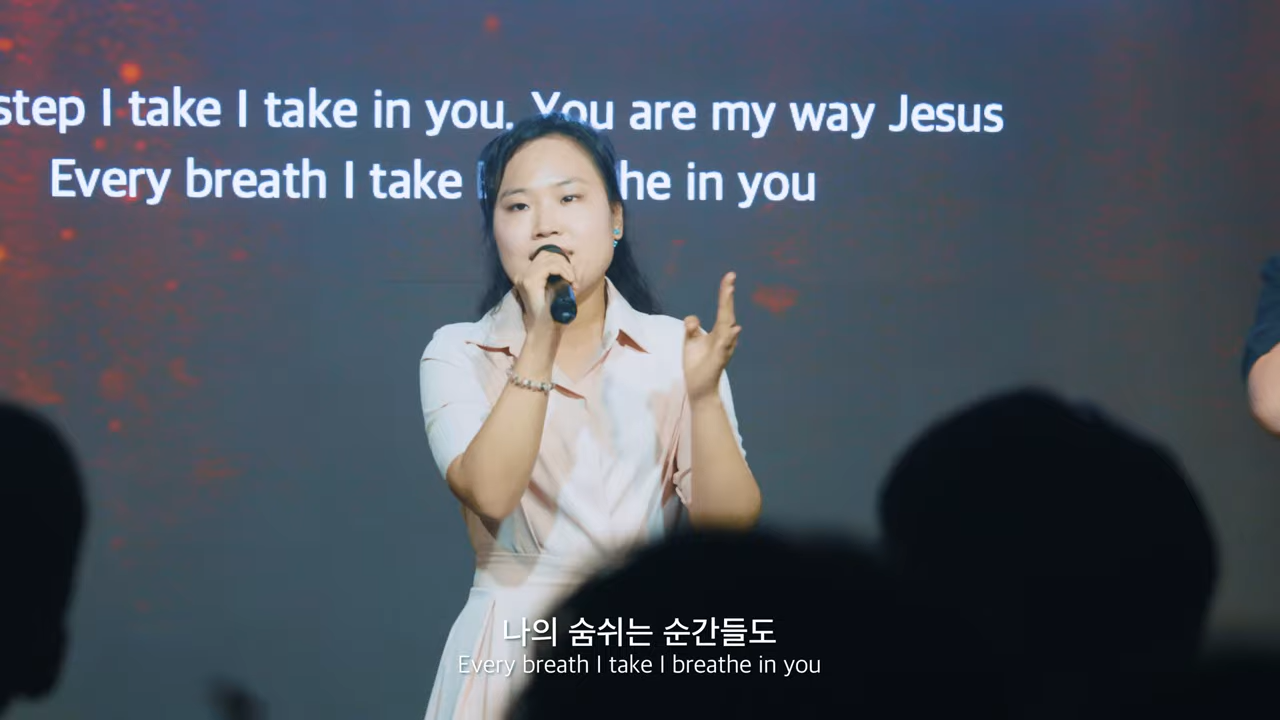 step I take I take in you. You are my way Jesus
Every breath I take he in you
나의 숨쉬는 순간들도
Every breath I take I breathe in you